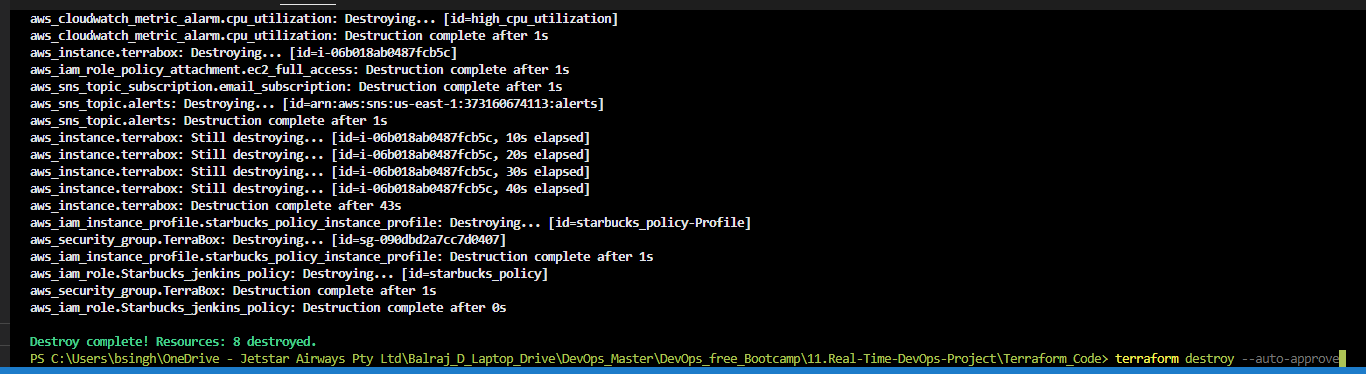 aws_cloudwatch_metric_alarm.cpu_utilization: Destroying... [id=high_cpu_utilization]
aws_cloudwatch_metric_alarm.cpu_utilization: Destruction complete after 1s
aws_instance.terrabox: Destroying... [id=i-06b018ab0487fcb5c]
aws_iam_role_policy_attachment.ec2_full_access: Destruction complete after 1s
aws_sns_topic_subscription.email_subscription: Destruction complete after 1s
aws_sns_topic.alerts: Destroying... [id=arn:aws:sns:us-east-1:373160674113:alerts]
aws_sns_topic.alerts: Destruction complete after 1s
aws_instance.terrabox: Still destroying... [id=i-06b018ab0487fcb5c, 10s elapsed]
aws_instance.terrabox: Still destroying... [id=i-06b018ab0487fcb5c, 20s elapsed]
aws_instance.terrabox: Still destroying... [id=i-06b018ab0487fcb5c, 30s elapsed]
aws_instance.terrabox: Still destroying... [id=i-06b018ab0487fcb5c, 40s elapsed]
aws_instance.terrabox: Destruction complete after 43s
aws_iam_instance_profile.starbucks_policy_instance_profile: Destroying... [id=starbucks_policy-Profile]
aws_security_group.TerraBox: Destroying... [id=sg-090dbd2a7cc7d0407]
aws_iam_instance_profile.starbucks_policy_instance_profile: Destruction complete after 1s
aws_iam_role.Starbucks_jenkins_policy: Destroying... [id=starbucks_policy]
aws_security_group.TerraBox: Destruction complete after 1s
aws_iam_role.Starbucks_jenkins_policy: Destruction complete after 0s
Destroy complete! Resources: 8 destroyed.
PS C:\Users\bsingh\OneDrive - Jetstar Airways Pty Ltd\Balraj_D_Laptop_Drive\DevOps_Master\DevOps_free_Bootcamp\11.Real-Time-DevOps-Project\Terraform_Code> terraform destroy --auto-approve